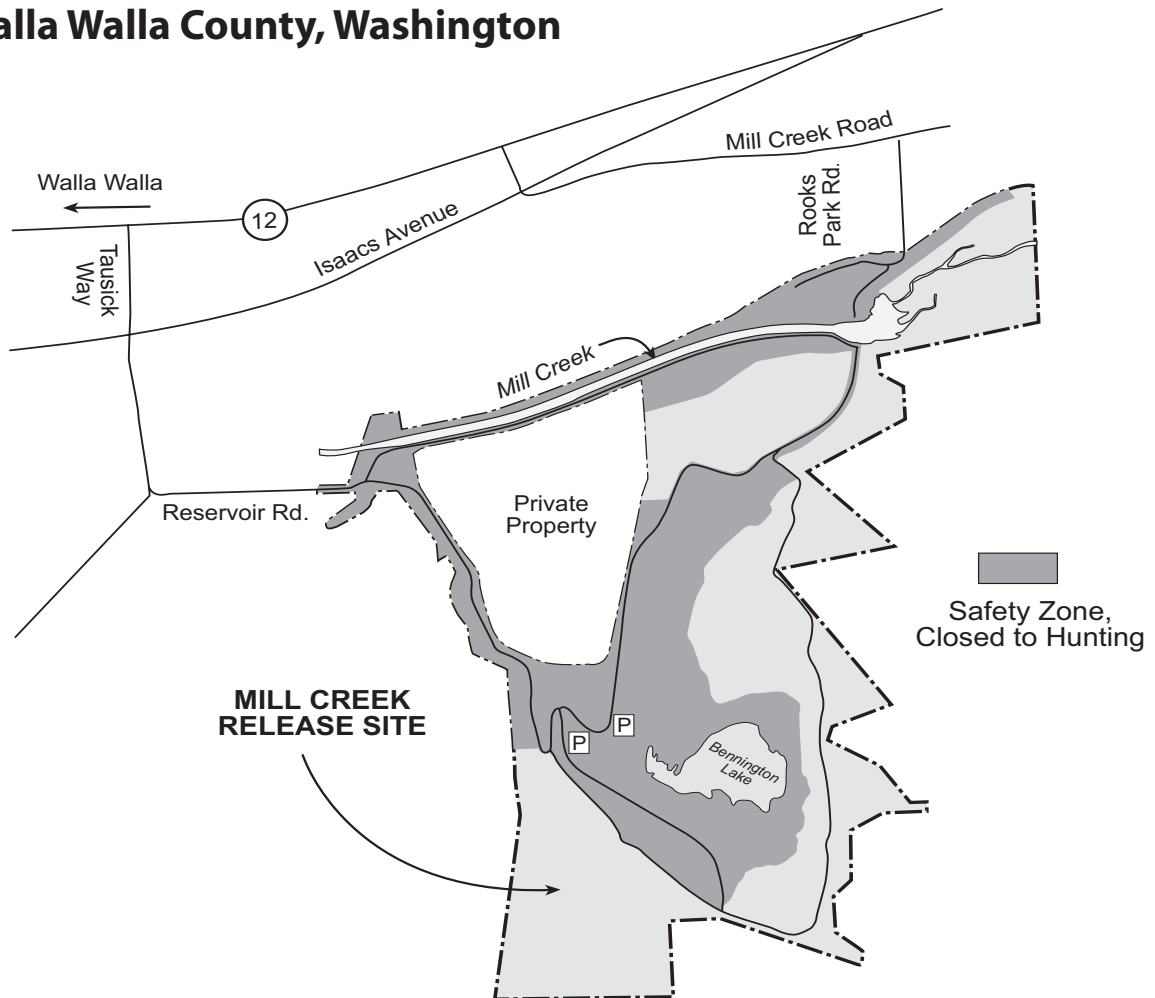 alla Walla County, Washington
Mill Creek Road
Walla Walla
12
Rooks
Park Rd.
Isaacs Avenue
Tausick
Way
Mill Creek
Private
Property
Reservoir Rd.
Safety Zone,
Closed to Hunting
MILL CREEK
RELEASE SITE
P
P
Bennington
Lake